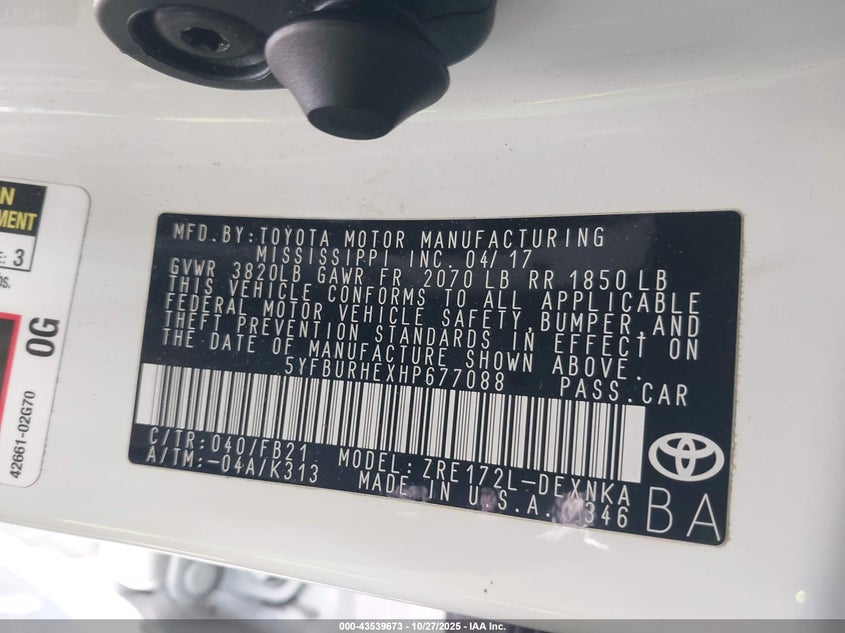 MFD.BY:TOYOTA MOTOR MANUFACTURING
MISSISSIPPI INC. 04/17
GVWR 3820LB GAWR FR 2070 LB RR 1850 LB
THIS VEHICLE CONFORMS TO ALL APPLICABLE
FEDERAL MOTOR VEHICLE SAFETY,BUMPER,AND
THEFT PREVENTION STANDARDS IN EFFECT ON
THE DATE OF MANUFACTURE SHOWN ABOVE.
5YFBURHEXHP677088
PASS.CAR
C/TR:040/FB21
A/TM:-04A/K313
MODEL:ZRE172L-DEXNKA
MADE IN U.S.A.
346
BA
3
0G
42661-02G70
000-43539673 - 10/27/2025 - IAA Inc.